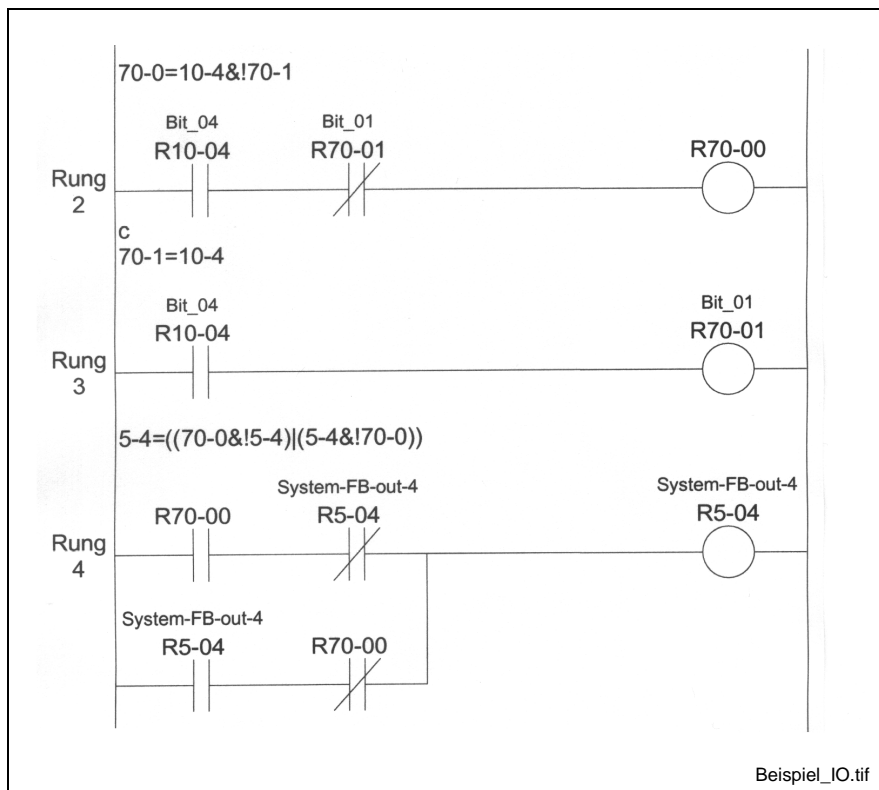 70-0=10-4&!70-1
Bit_04 Bit_01
R10-04 R70-01 R70-00
Rung
2
c
70-1=10-4
Bit_04 Bit_01
R10-04 R70-01
Rung
3
5-4=((70-0&!5-4)|(5-4&!70-0))
System-FB-out-4 System-FB-out-4
R70-00 R5-04 R5-04
Rung
4
System-FB-out-4
R5-04 R70-00
Beispiel_IO.tif